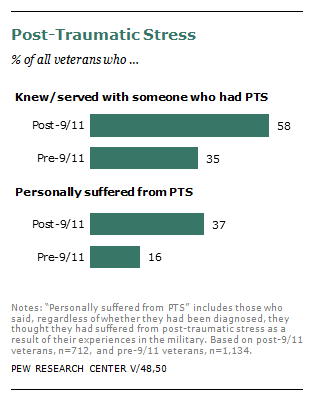 Post-Traumatic Stress
% of all veterans who ...
Knew/served with someone who had PTS
Post-9/11 58
Pre-9/11 35
Personally suffered from PTS
Post-9/11 37
Pre-9/11 16
Notes: “Personally suffered from PTS” includes those who
said, regardless of whether they had been diagnosed, they
thought they had suffered from post-traumatic stress as a
result of their experiences in the military. Based on post-9/11
veterans, n=712, and pre-9/11 veterans, n=1,134.
PEW RESEARCH CENTER V/48,50